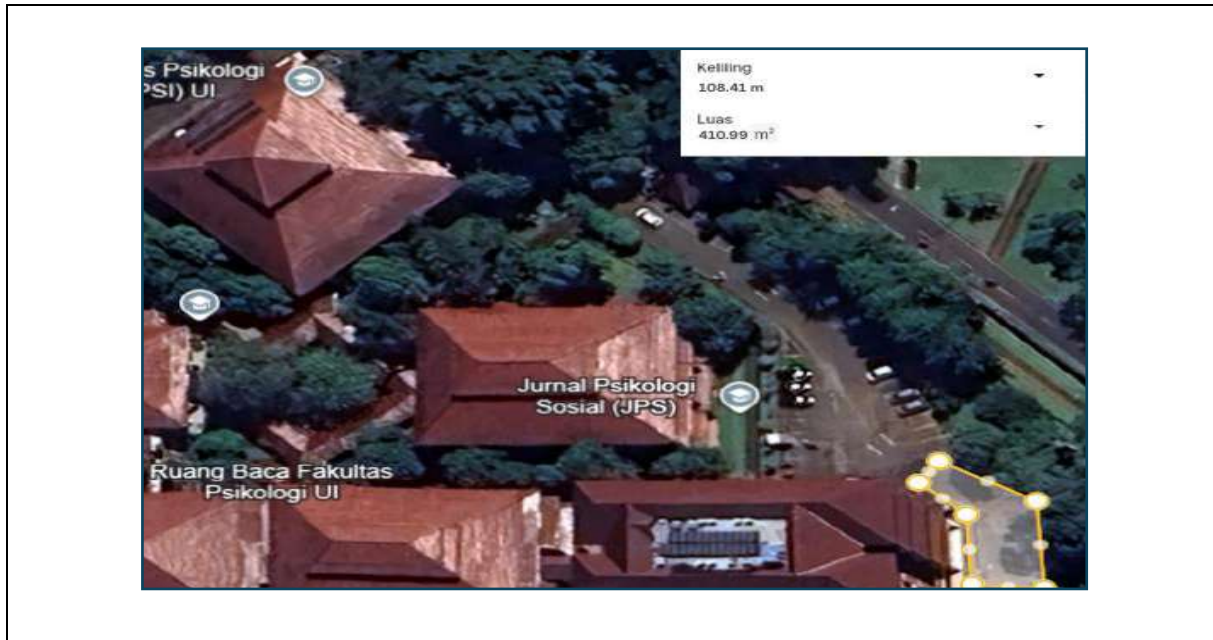 s Psikologi
PSI) UI
Keliling
108.41 m
Luas
410.99 m²
Jurnal Psikologi
Sosial (JPS)
Ruang Baca Fakultas
Psikologi UI